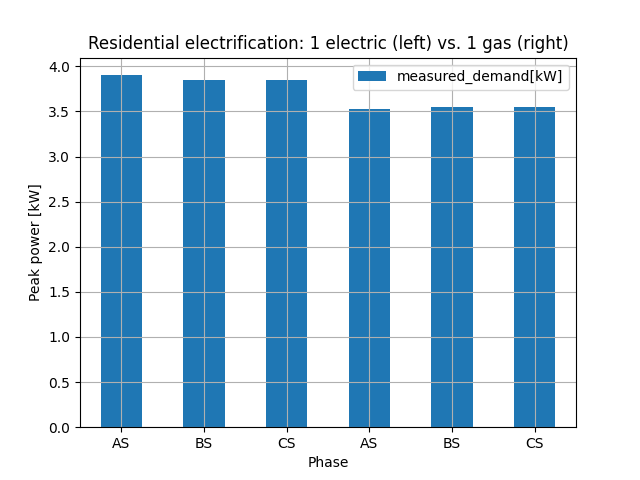 Residential electrification: 1 electric (left) vs. 1 gas (right)
measured_demand[kW]
4.0
3.5
3.0
2.5
2.0
1.5
1.0
0.5
0.0
Peak power [kW]
AS BS CS AS BS CS
Phase